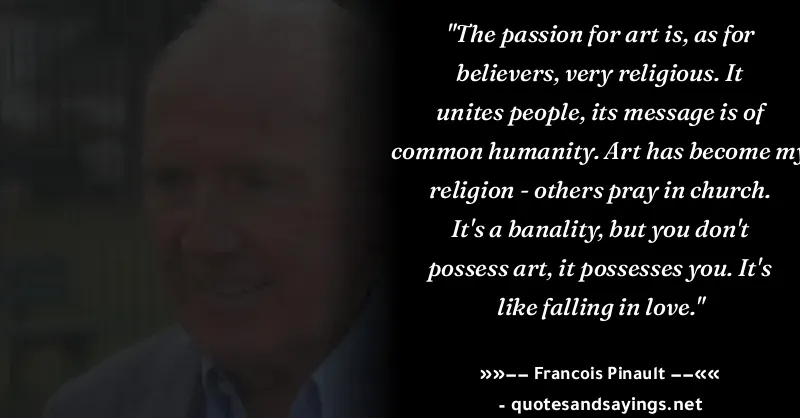 "The passion for art is, as for
believers, very religious. It
unites people, its message is of
common humanity. Art has become my
religion - others pray in church.
It's a banality, but you don't
possess art, it possesses you. It's
like falling in love."
»»–– Francois Pinault ––««
- quotesandsayings.net